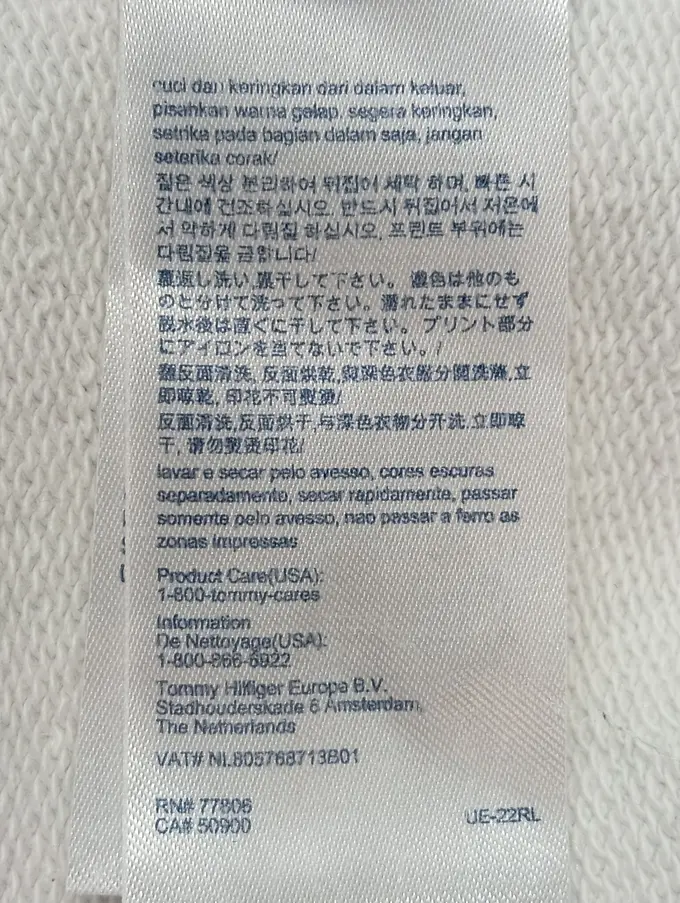 cuci dan keringkan dari dalam keluar,
pisahkan warna gelap, segera keringkan,
setrika pada bagian dalam saja, jangan
seterika corak/
짙은 색상 분리하여 뒤집어 세탁 하며, 빠른 시
간내에 건조하십시오, 반드시 뒤집어서 저온에
서 약하게 다림질 하십시오, 프린트 부위에는
다림질을 금합니다/
裏返し洗い,裏干して下さい。 濃色は他のも
のと分けて洗って下さい。濡れたままにせず
脱水後は直ぐに干して下さい。 プリント部分
にアイロンを当てないで下さい。/
翻反面清洗, 反面烘乾,與深色衣服分開洗滌,立
即晾乾, 印花不可熨燙/
反面清洗,反面烘干,与深色衣物分开洗,立即晾
干, 请勿熨烫印花/
lavar e secar pelo avesso, cores escuras
separadamente, secar rapidamente, passar
somente pelo avesso, nao passar a ferro as
zonas impressas
Product Care(USA):
1-800-tommy-cares
Information
De Nettoyage(USA):
1-800-866-6922
Tommy Hilfiger Europe B.V.
Stadhouderskade 6 Amsterdam,
The Netherlands
VAT# NL805768713B01
RN# 77806
CA# 50900
UE-22RL